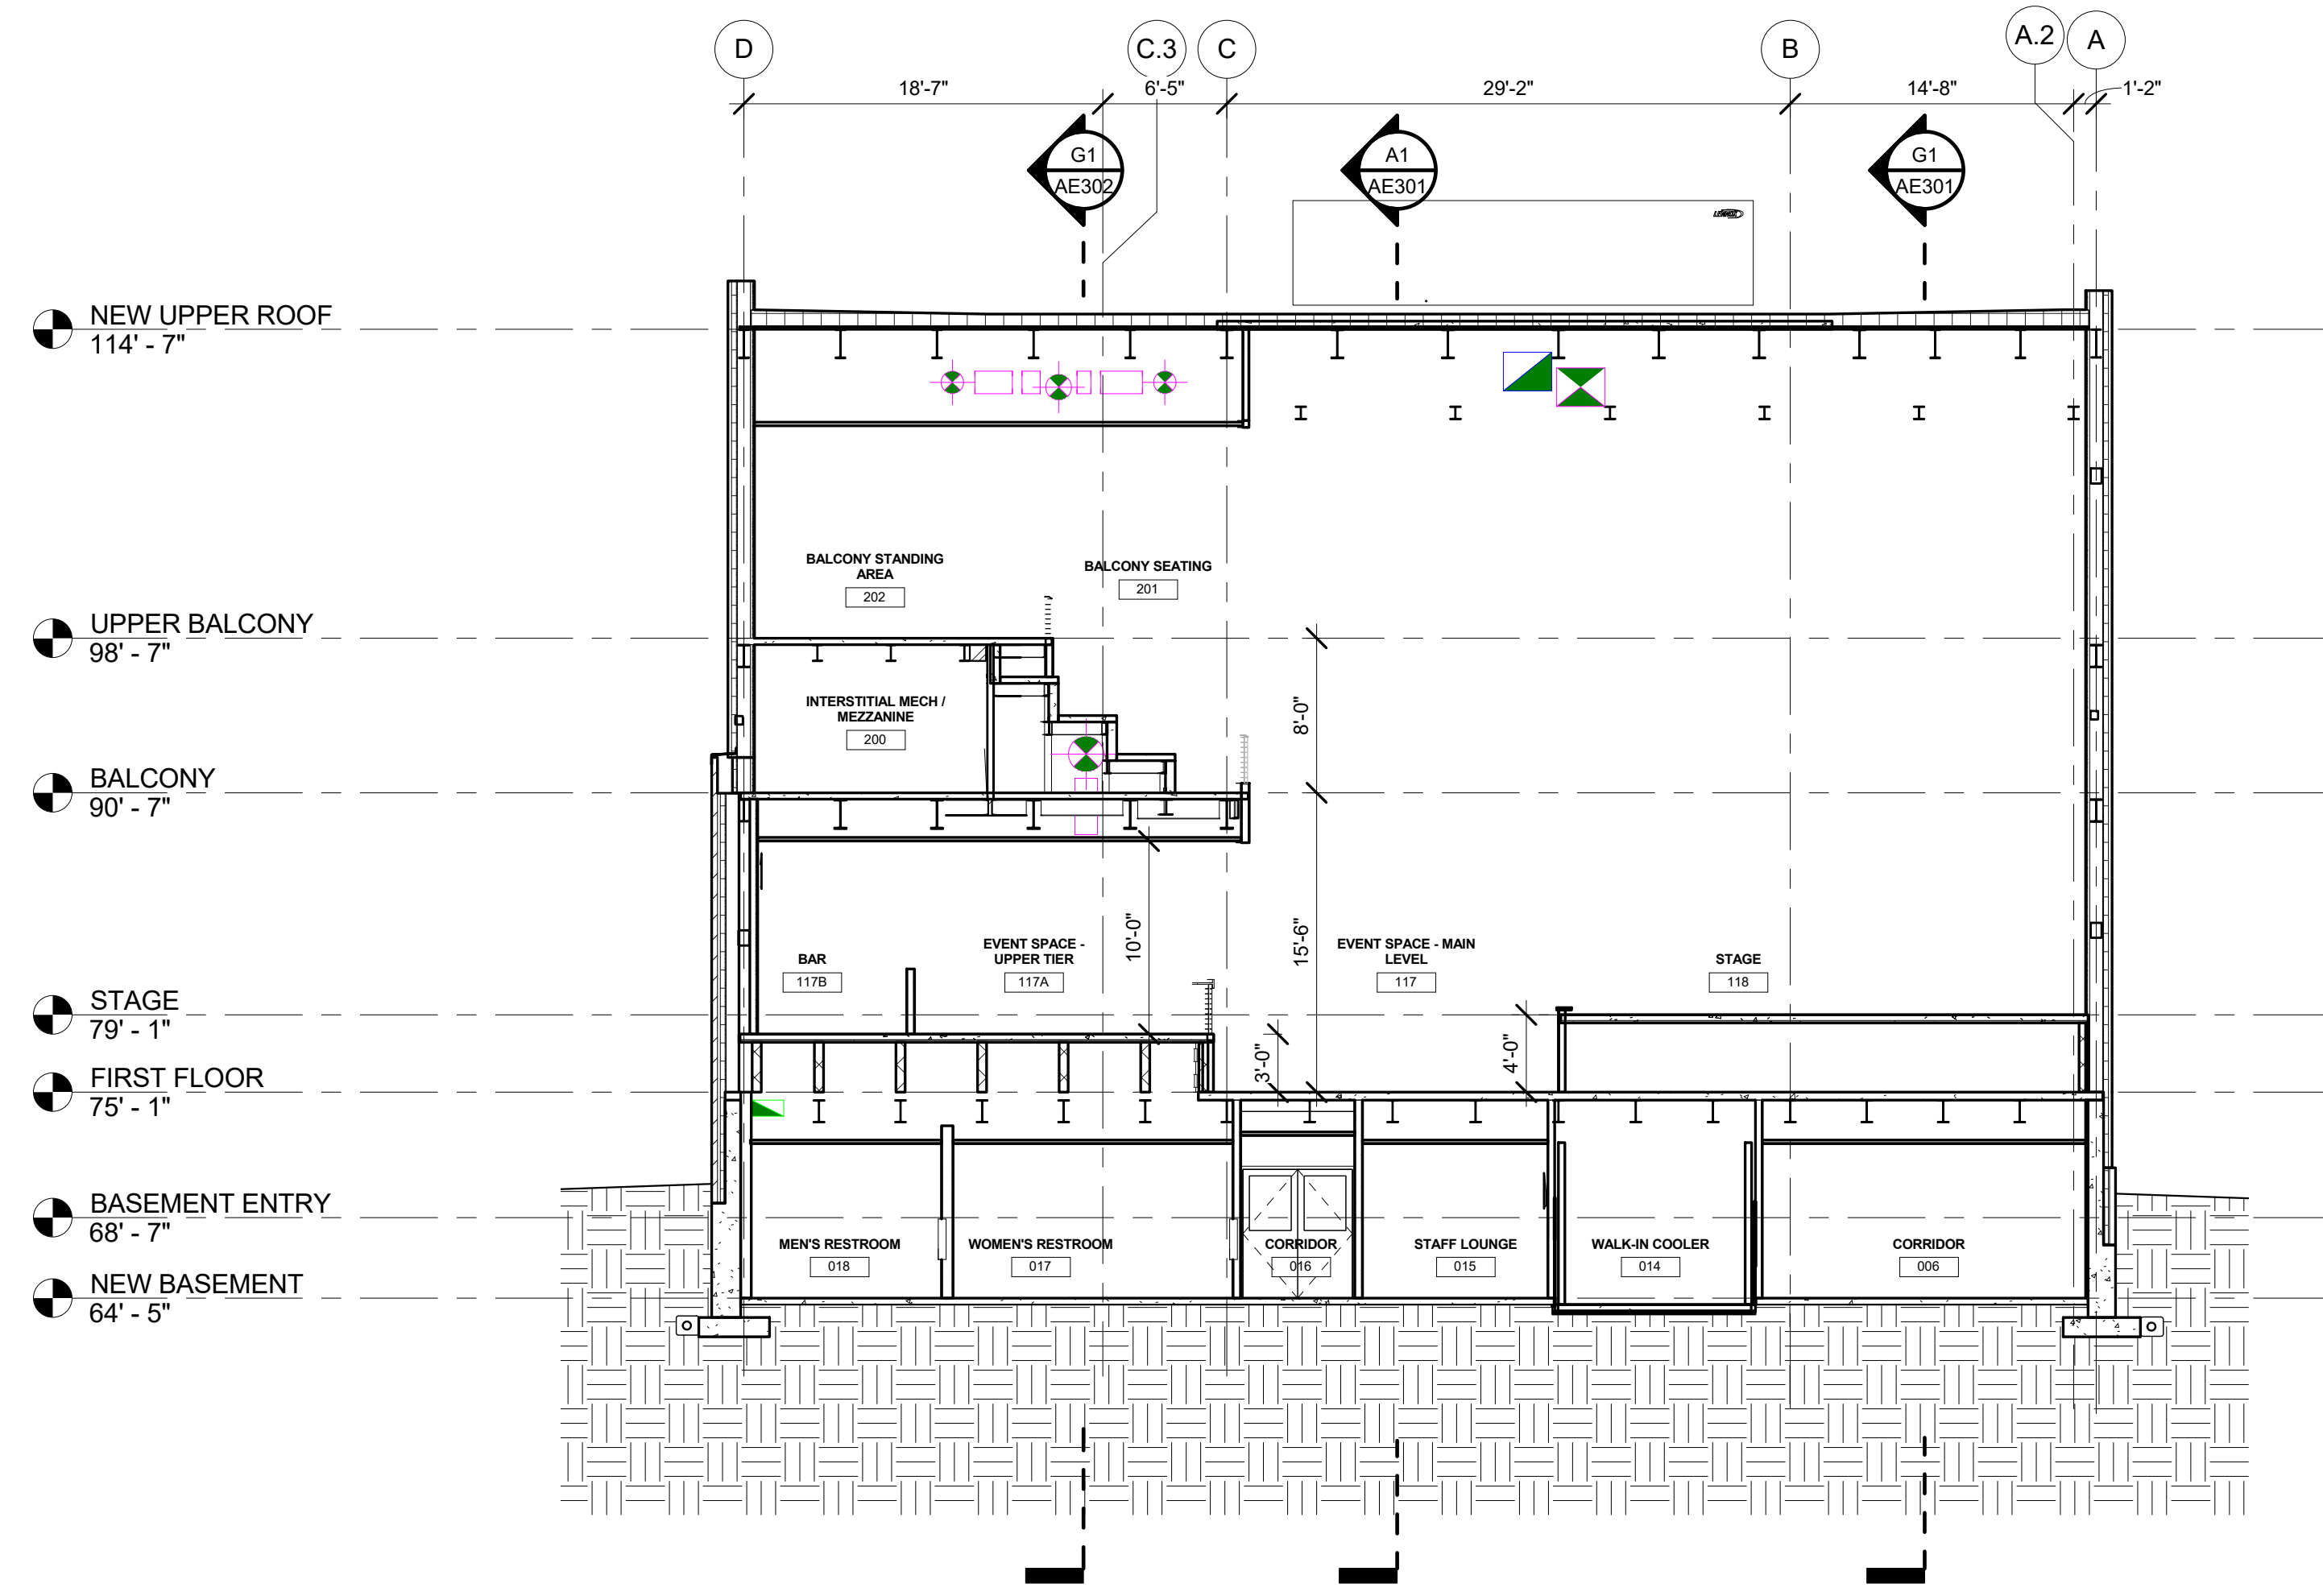 D
C.3
C
B
A.2
A
18'-7"
6'-5"
29'-2"
14'-8"
1'-2"
G1
AE302
A1
AE301
G1
AE301
LENNOX
NEW UPPER ROOF
114' - 7"
BALCONY STANDING
AREA
202
BALCONY SEATING
201
UPPER BALCONY
98' - 7"
INTERSTITIAL MECH /
MEZZANINE
200
8'-0"
BALCONY
90' - 7"
BAR
117B
EVENT SPACE -
UPPER TIER
117A
10'-0"
15'-6"
EVENT SPACE - MAIN
LEVEL
117
STAGE
118
STAGE
79' - 1"
3'-0"
4'-0"
FIRST FLOOR
75' - 1"
BASEMENT ENTRY
68' - 7"
MEN'S RESTROOM
018
WOMEN'S RESTROOM
017
CORRIDOR
016
STAFF LOUNGE
015
WALK-IN COOLER
014
CORRIDOR
006
NEW BASEMENT
64' - 5"